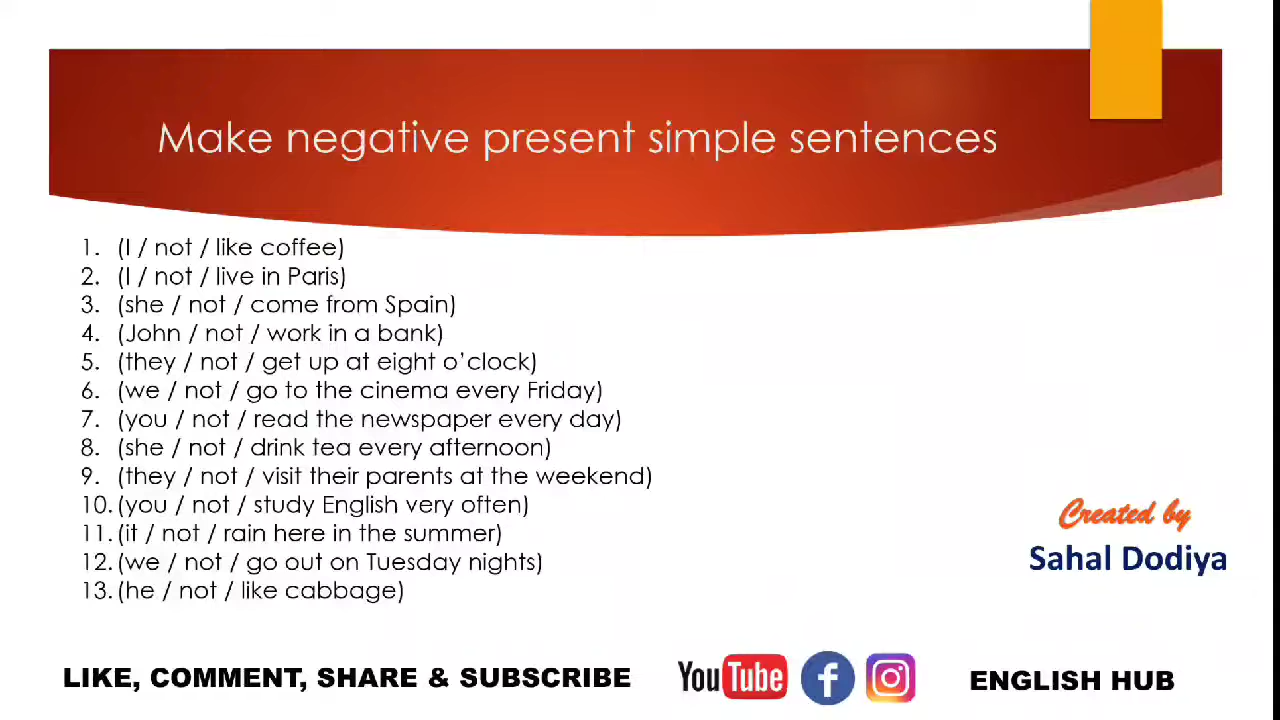 Make negative present simple sentences
1. (I / not / like coffee)
2. (I / not / live in Paris)
3. (she / not / come from Spain)
4. (John / not / work in a bank)
5. (they / not / get up at eight o’clock)
6. (we / not / go to the cinema every Friday)
7. (you / not / read the newspaper every day)
8. (she / not / drink tea every afternoon)
9. (they / not / visit their parents at the weekend)
10. (you / not / study English very often)
11. (it / not / rain here in the summer)
12. (we / not / go out on Tuesday nights)
13. (he / not / like cabbage)
Created by
Sahal Dodiya
LIKE, COMMENT, SHARE & SUBSCRIBE
YouTube
f
ENGLISH HUB